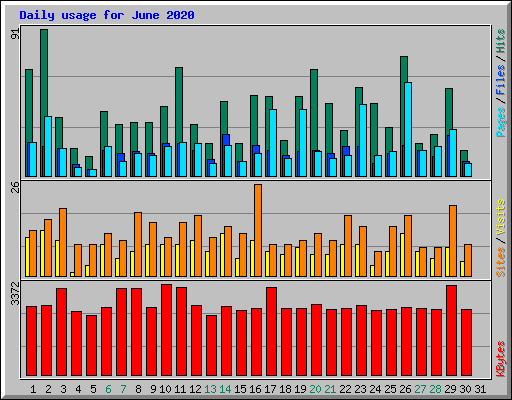 Daily usage for June 2020
91
Pages / Files / Hits
26
Sites / Visits
3372
KBytes
1 2 3 4 5 6 7 8 9 10 11 12 13 14 15 16 17 18 19 20 21 22 23 24 25 26 27 28 29 30 31